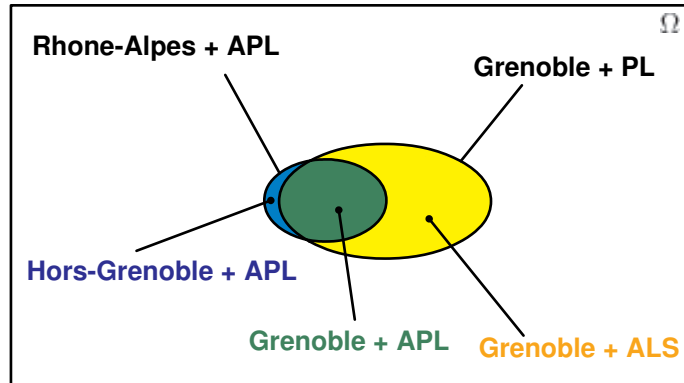 Ω
Rhone-Alpes + APL
Grenoble + PL
Hors-Grenoble + APL
Grenoble + APL
Grenoble + ALS